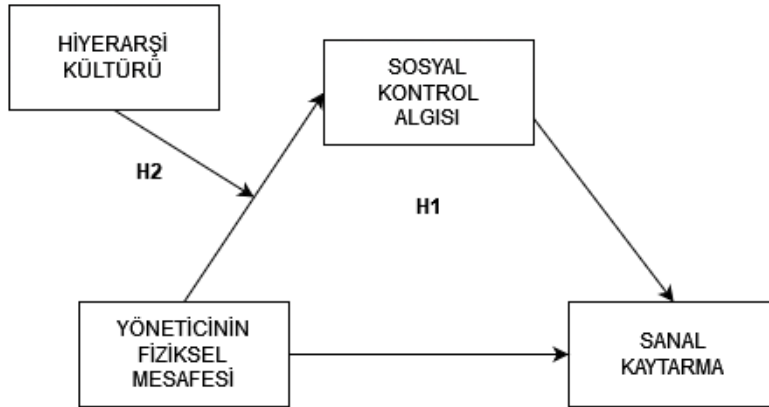 HİYERARŞİ
KÜLTÜRÜ
SOSYAL
KONTROL
ALGISI
H2
H1
YÖNETİCİNİN
FİZİKSEL
MESAFESİ
SANAL
KAYTARMA